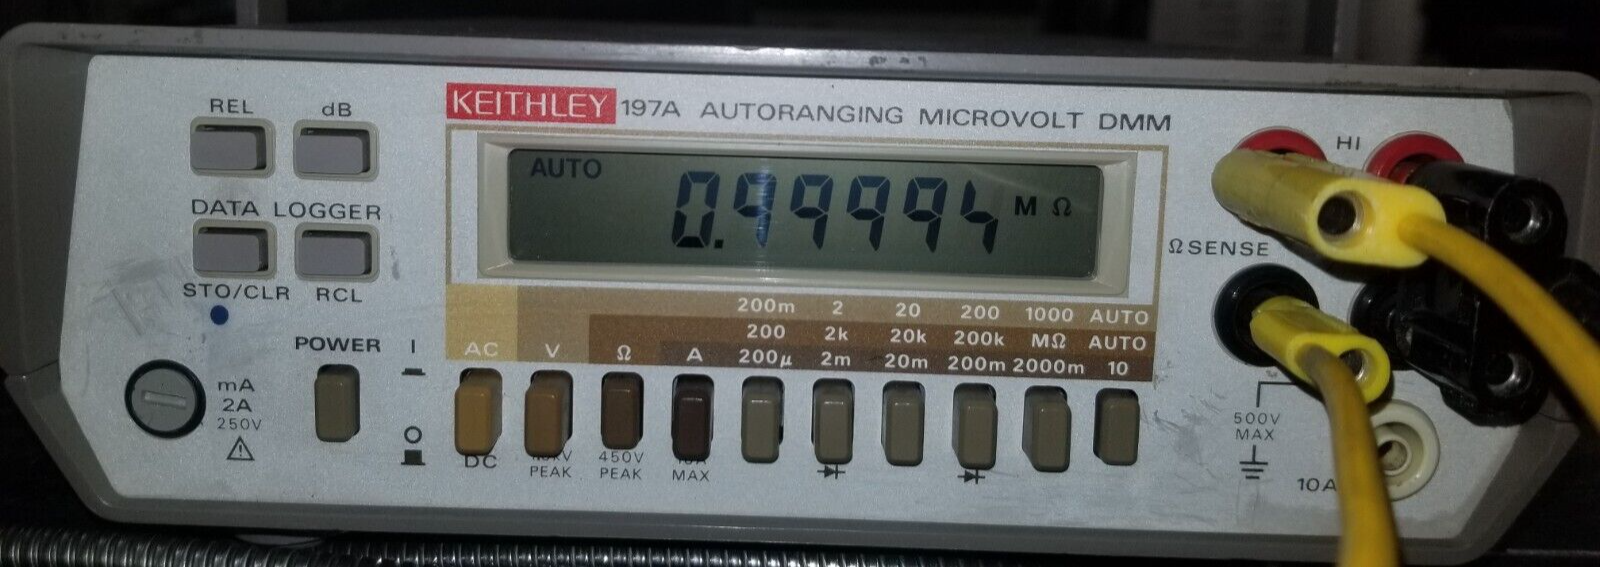 REL dB
DATA LOGGER
STO/CLR RCL
POWER I
O
mA
2A
250V
KEITHLEY 197A AUTORANGING MICROVOLT DMM
AUTO 0.99994 M Ω
200m 2 20 200 1000 AUTO
200 2k 20k 200k MΩ AUTO
AC V Ω A 200μ 2m 20m 200m 2000m 10
DC
PEAK
450V
PEAK
MAX
HI
Ω SENSE
500V
MAX
10A